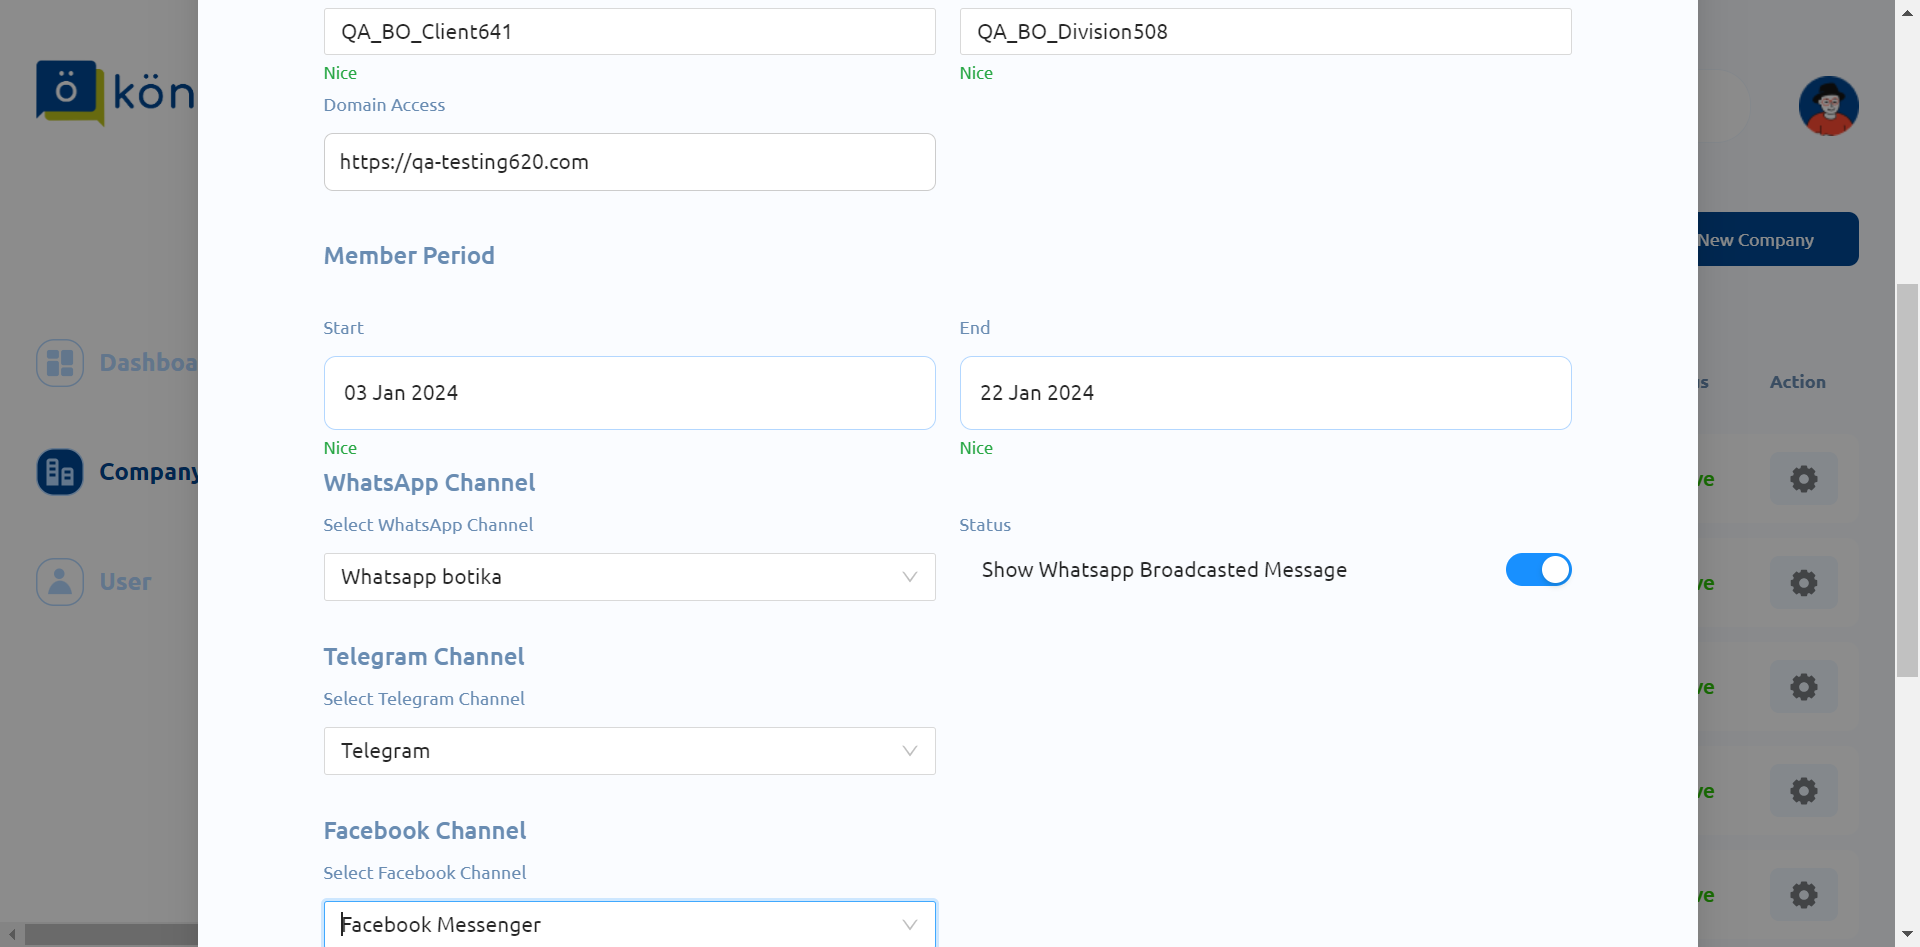 QA_BO_Client641
QA_BO_Division508
Nice
Nice
Domain Access
https://qa-testing620.com
Member Period
Start
End
03 Jan 2024
22 Jan 2024
Nice
Nice
WhatsApp Channel
Select WhatsApp Channel
Status
Whatsapp botika
Show Whatsapp Broadcasted Message
Telegram Channel
Select Telegram Channel
Telegram
Facebook Channel
Select Facebook Channel
Facebook Messenger
ö kön
Dashboa
Company
User
New Company
us
Action
ve
ve
ve
ve
ve